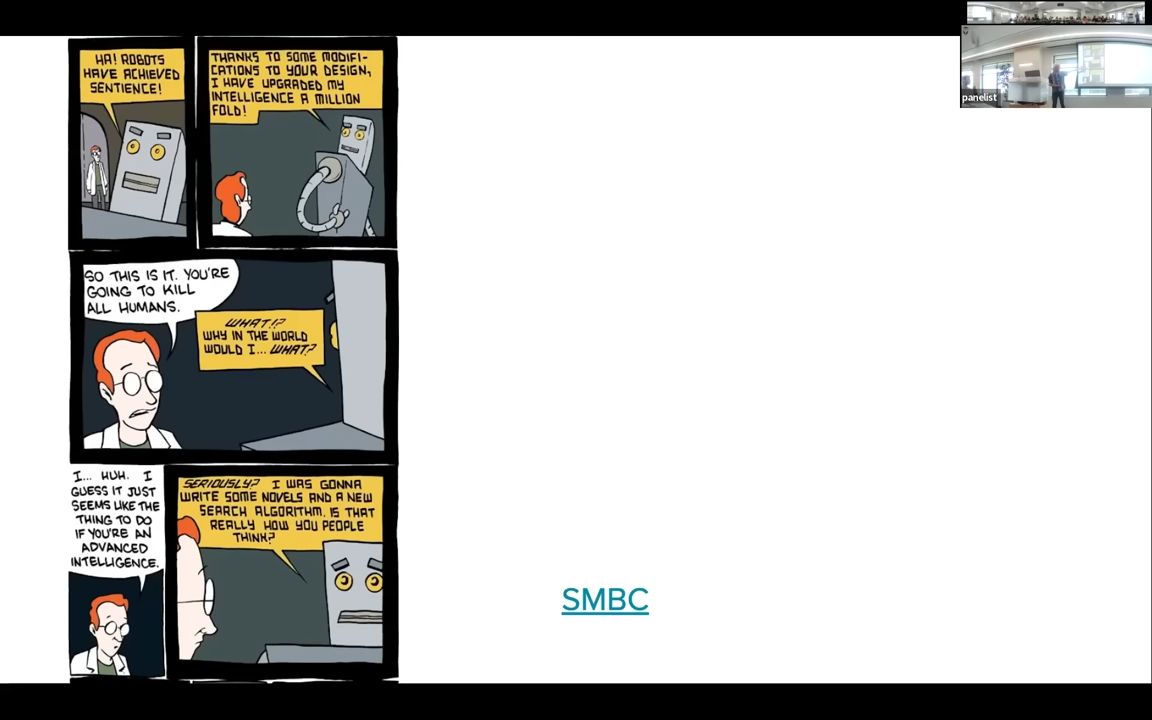 HA! ROBOTS
HAVE ACHIEVED
SENTIENCE!
THANKS TO SOME MODIFI-
CATIONS TO YOUR DESIGN,
I HAVE UPGRADED MY
INTELLIGENCE A MILLION
FOLD!
SO THIS IS IT. YOU'RE
GOING TO KILL
ALL HUMANS.
WHAT!?
WHY IN THE WORLD
WOULD I... WHAT?
I... HUH. I
GUESS IT JUST
SEEMS LIKE THE
THING TO DO
IF YOU'RE AN
ADVANCED
INTELLIGENCE.
SERIOUSLY? I WAS GONNA
WRITE SOME NOVELS AND A NEW
SEARCH ALGORITHM. IS THAT
REALLY HOW YOU PEOPLE
THINK?
SMBC
panelist